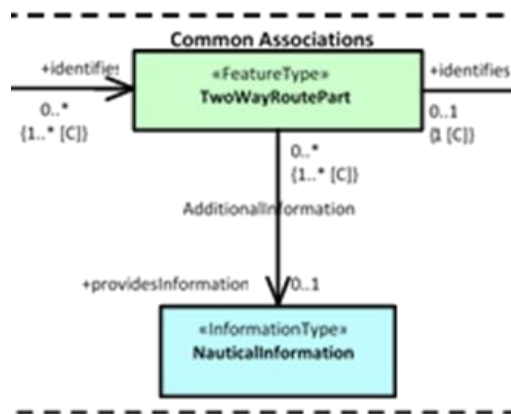 Common Associations
+identifies
«FeatureType»
TwoWayRoutePart
+identifies
0..*
{1..* [C]}
0..1
{1 [C]}
0..*
{1..* [C]}
AdditionalInformation
+providesInformation
0..1
«InformationType»
NauticalInformation